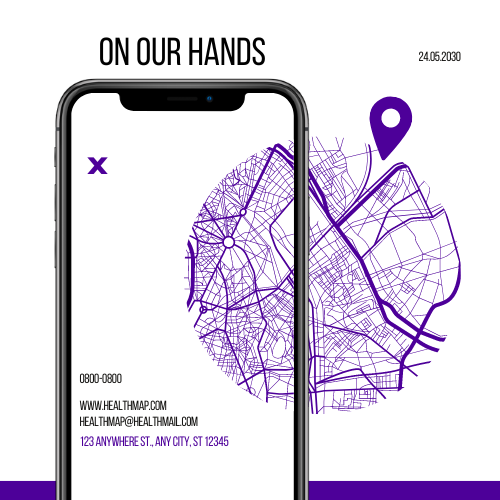 ON OUR HANDS
24.05.2030
X
0800-0800
WWW.HEALTHMAP.COM
HEALTHMAP@HEALTHMAIL.COM
123 ANYWHERE ST., ANY CITY, ST 12345